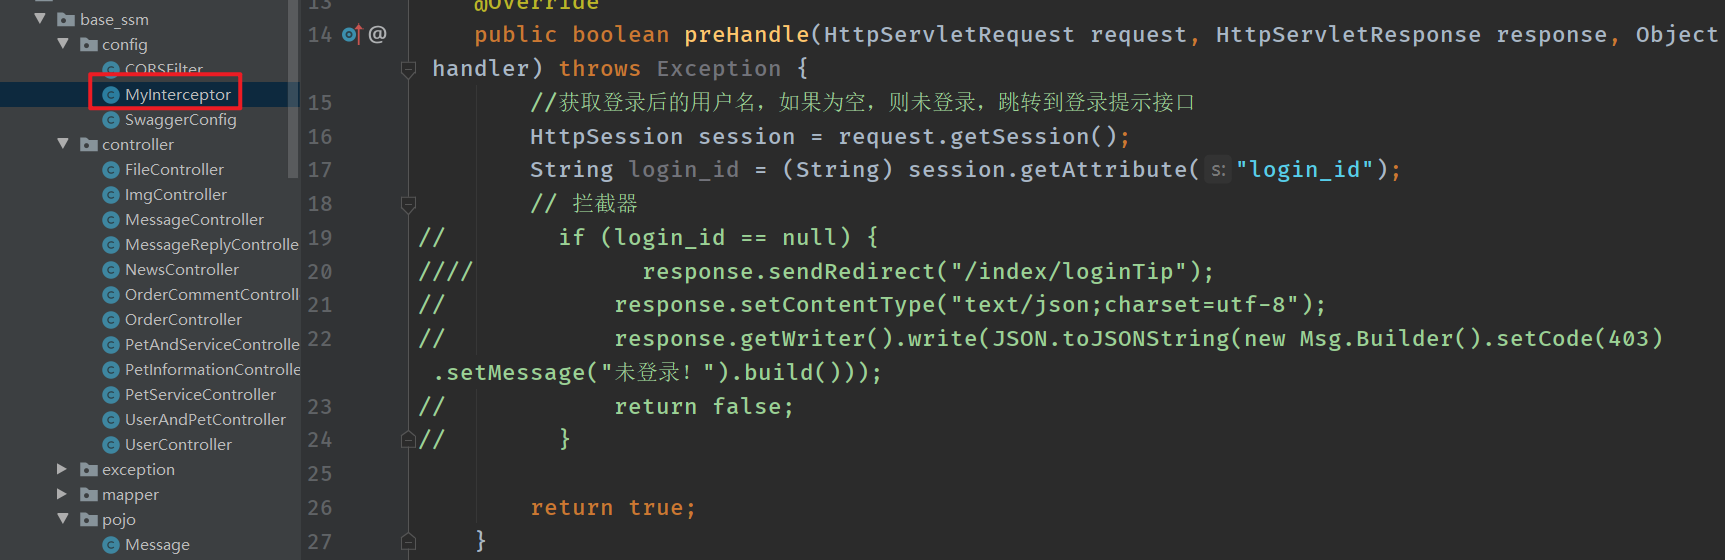 base_ssm
config
CORSFilter
MyInterceptor
SwaggerConfig
controller
FileController
ImgController
MessageController
MessageReplyControlle
NewsController
OrderCommentControll
OrderController
PetAndServiceControlle
PetInformationControlle
PetServiceController
UserAndPetController
UserController
exception
mapper
pojo
Message
13 @Override
14 @ public boolean preHandle(HttpServletRequest request, HttpServletResponse response, Object
handler) throws Exception {
15 //获取登录后的用户名，如果为空，则未登录，跳转到登录提示接口
16 HttpSession session = request.getSession();
17 String login_id = (String) session.getAttribute( s: "login_id");
18 // 拦截器
19 // if (login_id == null) {
20 //// response.sendRedirect("/index/loginTip");
21 // response.setContentType("text/json;charset=utf-8");
22 // response.getWriter().write(JSON.toJSONString(new Msg.Builder().setCode(403)
.setMessage("未登录！").build()));
23 // return false;
24 // }
25
26 return true;
27 }